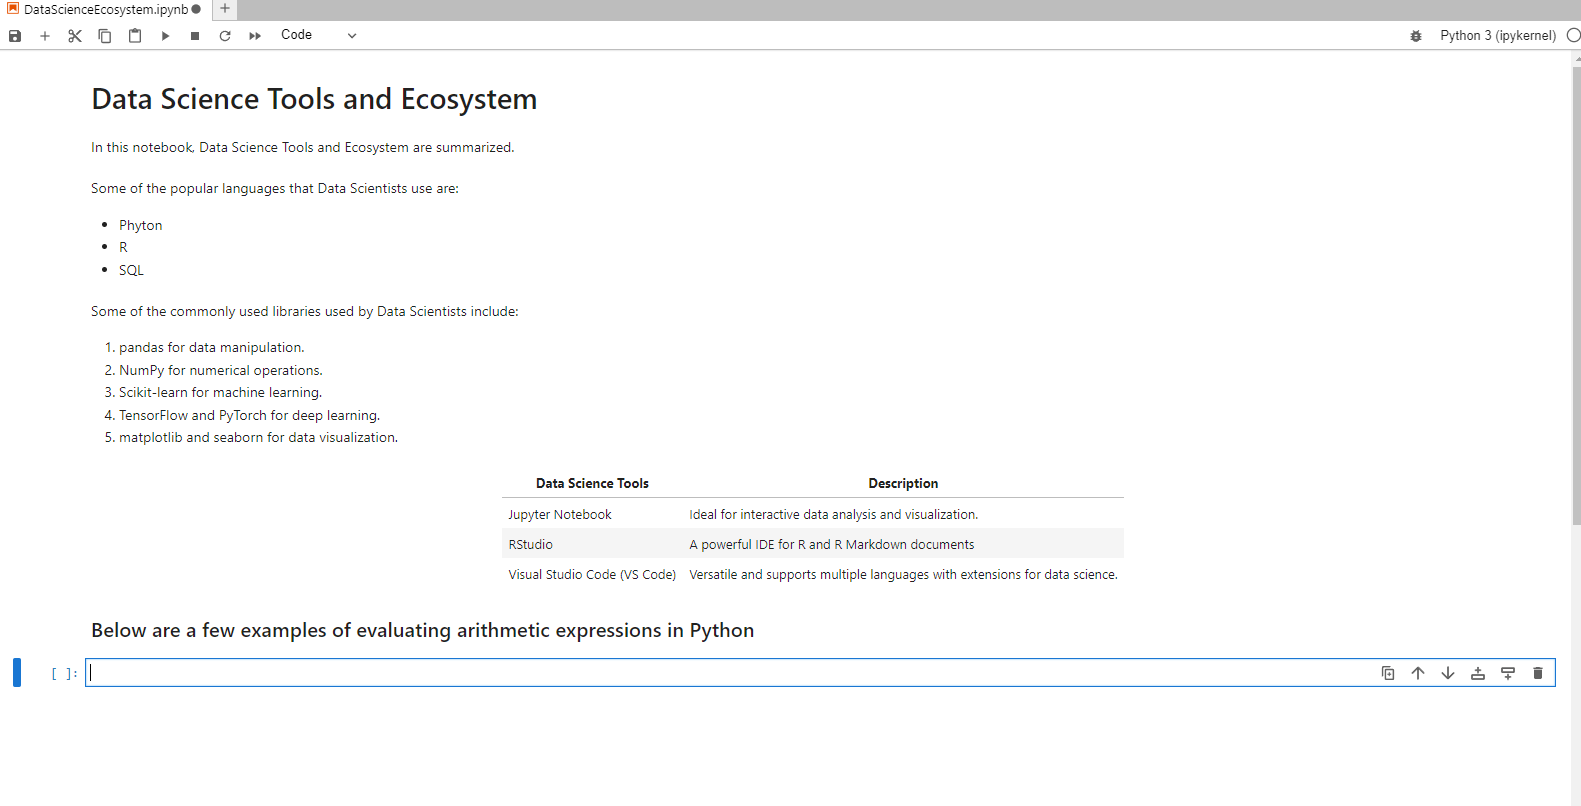 DataScienceEcosystem.ipynb
Code
Python 3 (ipykernel)
Data Science Tools and Ecosystem
In this notebook, Data Science Tools and Ecosystem are summarized.
Some of the popular languages that Data Scientists use are:
• Phyton
• R
• SQL
Some of the commonly used libraries used by Data Scientists include:
1. pandas for data manipulation.
2. NumPy for numerical operations.
3. Scikit-learn for machine learning.
4. TensorFlow and PyTorch for deep learning.
5. matplotlib and seaborn for data visualization.
Data Science Tools Description
Jupyter Notebook Ideal for interactive data analysis and visualization.
RStudio A powerful IDE for R and R Markdown documents
Visual Studio Code (VS Code) Versatile and supports multiple languages with extensions for data science.
Below are a few examples of evaluating arithmetic expressions in Python
[ ]: